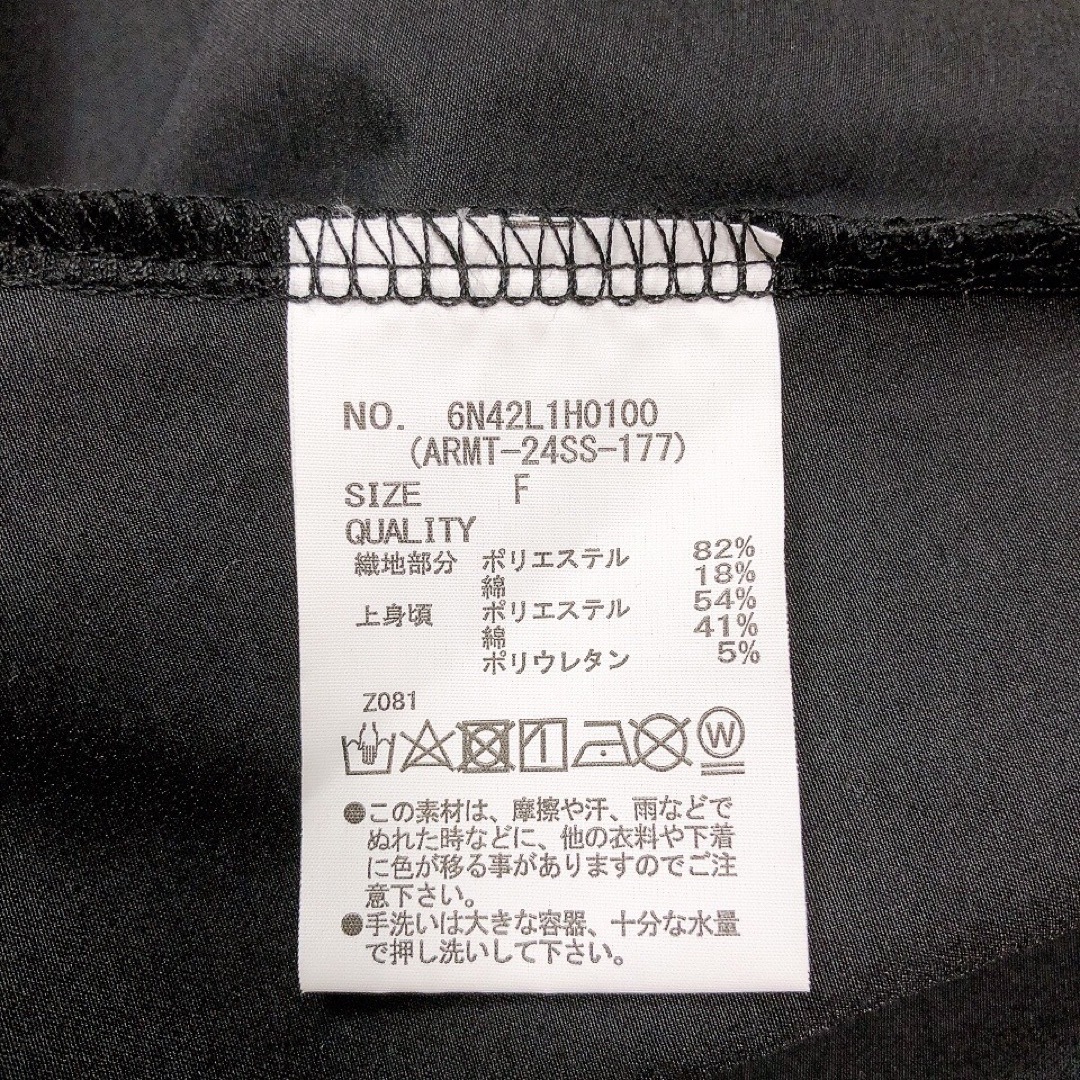 NO. 6N42L1H0100
(ARMT-24SS-177)
SIZE F
QUALITY
織地部分 ポリエステル 82%
綿 18%
上身頃 ポリエステル 54%
綿 41%
ポリウレタン 5%
Z081
W
●この素材は、摩擦や汗、雨などで
ぬれた時などに、他の衣料や下着
に色が移る事がありますのでご注
意下さい。
●手洗いは大きな容器、十分な水量
で押し洗いして下さい。